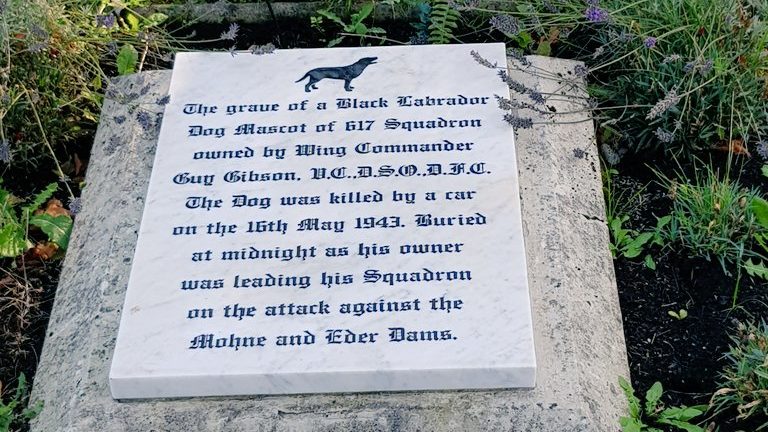 The grave of a Black Labrador
Dog Mascot of 617 Squadron
owned by Wing Commander
Guy Gibson, V.C.,D.S.O.,D.F.C.
The Dog was killed by a car
on the 16th May 1943. Buried
at midnight as his owner
was leading his Squadron
on the attack against the
Mohne and Eder Dams.